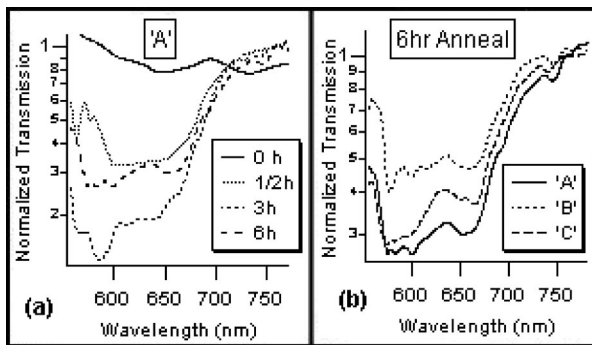 'A'
Normalized Transmission
1
9
8
7
6
5
4
3
2
0 h
1/2h
3h
6h
600 650 700 750
(a)
Wavelength (nm)
6hr Anneal
Normalized Transmission
1
9
8
7
6
5
4
3
'A'
'B'
'C'
600 650 700 750
(b)
Wavelength (nm)